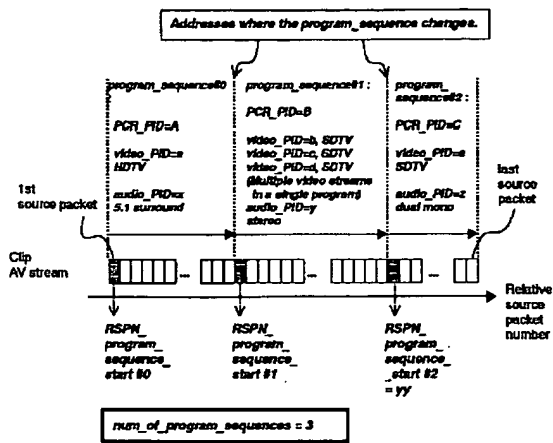 Addresses where the program_sequence changes.
program_sequence#0
PCR_PID=A
video_PID=a
HDTV
audio_PID=x
5.1 surround
program_sequence#1 :
PCR_PID=B
video_PID=b, SDTV
video_PID=c, SDTV
video_PID=d, SDTV
(Multiple video streams
in a single program)
audio_PID=y
stereo
program_
sequence#2 :
PCR_PID=C
video_PID=e
SDTV
audio_PID=z
dual mono
1st
source packet
last
source
packet
Clip
AV stream
...
...
...
Relative
source
packet
number
RSPN_
program_
sequence_
start #0
RSPN_
program_
sequence_
start #1
RSPN_
program_
sequence
_start #2
= yy
num_of_program_sequences = 3